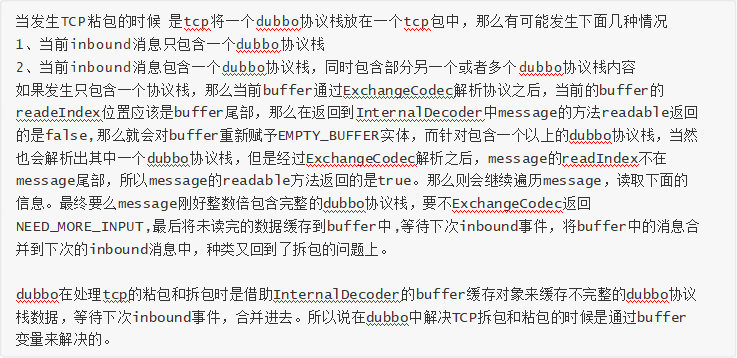 当发生TCP粘包的时候 是tcp将一个dubbo协议栈放在一个tcp包中，那么有可能发生下面几种情况
1、当前inbound消息只包含一个dubbo协议栈
2、当前inbound消息包含一个dubbo协议栈，同时包含部分另一个或者多个dubbo协议栈内容
如果发生只包含一个协议栈，那么当前buffer通过ExchangeCodec解析协议之后，当前的buffer的
readeIndex位置应该是buffer尾部，那么在返回到InternalDecoder中message的方法readable返回
的是false,那么就会对buffer重新赋予EMPTY_BUFFER实体，而针对包含一个以上的dubbo协议栈，当然
也会解析出其中一个dubbo协议栈，但是经过ExchangeCodec解析之后，message的readIndex不在
message尾部，所以message的readable方法返回的是true。那么则会继续遍历message，读取下面的
信息。最终要么message刚好整数倍包含完整的dubbo协议栈，要不ExchangeCodec返回
NEED_MORE_INPUT,最后将未读完的数据缓存到buffer中,等待下次inbound事件，将buffer中的消息合
并到下次的inbound消息中，种类又回到了拆包的问题上。
dubbo在处理tcp的粘包和拆包时是借助InternalDecoder的buffer缓存对象来缓存不完整的dubbo协议
栈数据，等待下次inbound事件，合并进去。所以说在dubbo中解决TCP拆包和粘包的时候是通过buffer
变量来解决的。